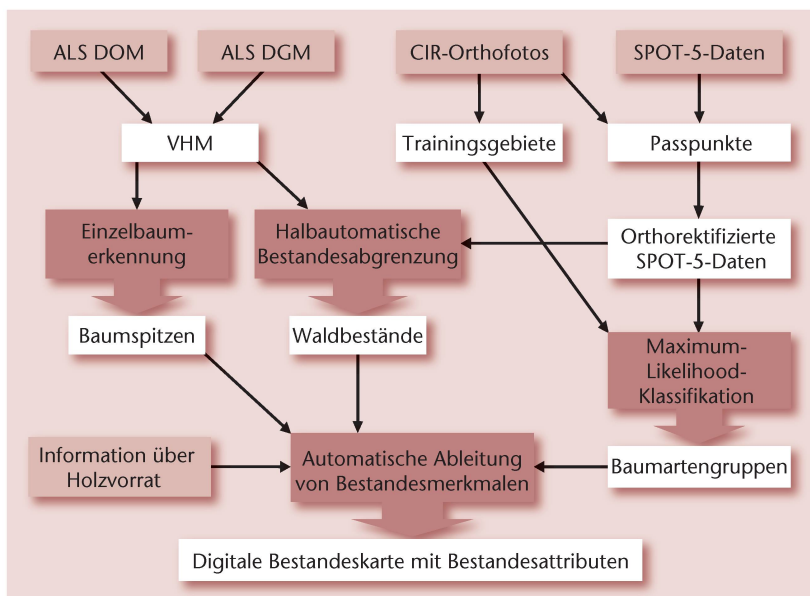 ALS DOM
ALS DGM
CIR-Orthofotos
SPOT-5-Daten
VHM
Trainingsgebiete
Passpunkte
Einzelbaum-
erkennung
Halbautomatische
Bestandesabgrenzung
Orthorektifizierte
SPOT-5-Daten
Baumspitzen
Waldbestände
Maximum-
Likelihood-
Klassifikation
Information über
Holzvorrat
Automatische Ableitung
von Bestandesmerkmalen
Baumartengruppen
Digitale Bestandeskarte mit Bestandesattributen